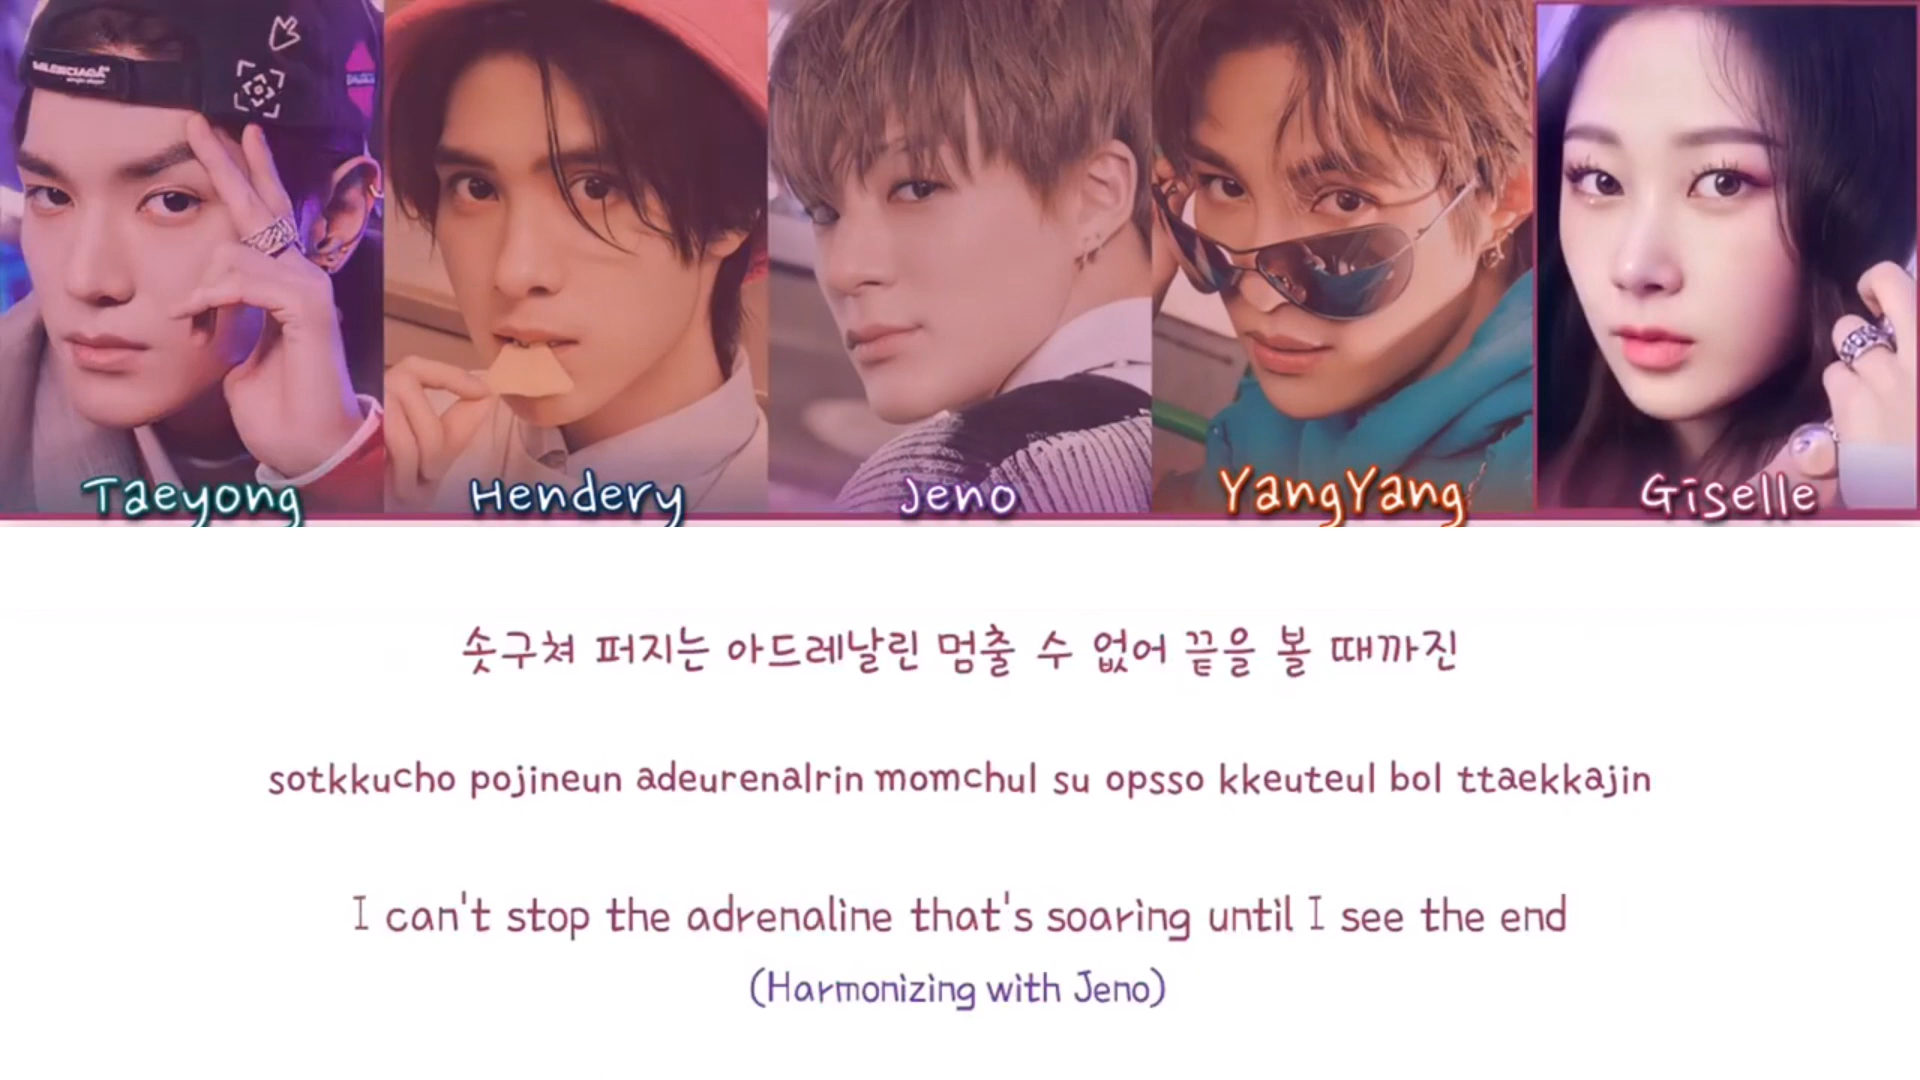 BALENCIAGA
Taeyong Hendery Jeno YangYang Giselle
솟구쳐 퍼지는 아드레날린 멈출 수 없어 끝을 볼 때까진
sotkkucho pojineun adeurenalrin momchul su opsso kkeuteul bol ttaekkajin
I can't stop the adrenaline that's soaring until I see the end
(Harmonizing with Jeno)